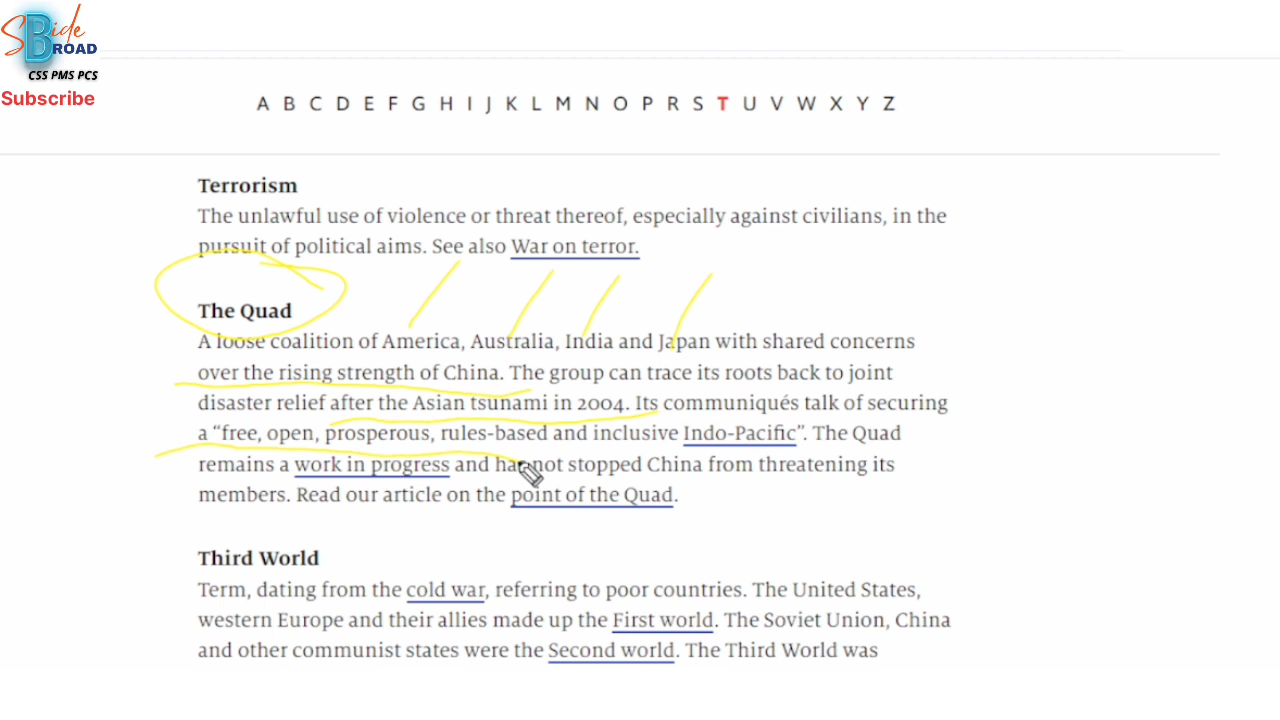 Side
BROAD
CSS PMS PCS
Subscribe
A B C D E F G H I J K L M N O P R S T U V W X Y Z
Terrorism
The unlawful use of violence or threat thereof, especially against civilians, in the
pursuit of political aims. See also War on terror.
The Quad
A loose coalition of America, Australia, India and Japan with shared concerns
over the rising strength of China. The group can trace its roots back to joint
disaster relief after the Asian tsunami in 2004. Its communiqués talk of securing
a “free, open, prosperous, rules-based and inclusive Indo-Pacific”. The Quad
remains a work in progress and has not stopped China from threatening its
members. Read our article on the point of the Quad.
Third World
Term, dating from the cold war, referring to poor countries. The United States,
western Europe and their allies made up the First world. The Soviet Union, China
and other communist states were the Second world. The Third World was